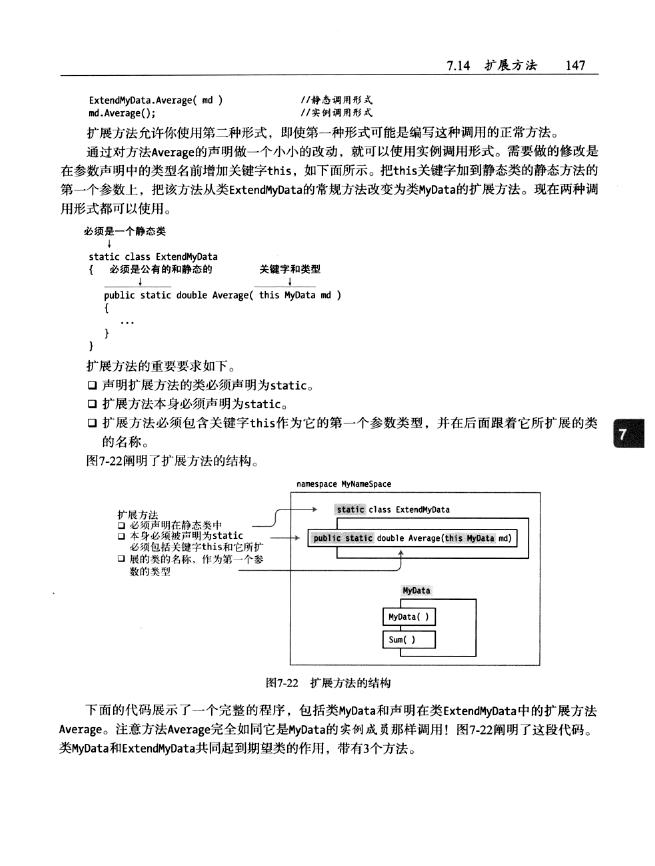 7.14 扩展方法 147
ExtendMyData.Average( md ) //静态调用形式
md.Average(); //实例调用形式
扩展方法允许你使用第二种形式，即使第一种形式可能是编写这种调用的正常方法。
通过对方法Average的声明做一个小小的改动，就可以使用实例调用形式。需要做的修改是
在参数声明中的类型名前增加关键字this，如下面所示。把this关键字加到静态类的静态方法的
第一个参数上，把该方法从类ExtendMyData的常规方法改变为类MyData的扩展方法。现在两种调
用形式都可以使用。
必须是一个静态类
↓
static class ExtendMyData
{ 必须是公有的和静态的 关键字和类型
↓ ↓
public static double Average( this MyData md )
{
...
}
}
扩展方法的重要要求如下。
❑ 声明扩展方法的类必须声明为static。
❑ 扩展方法本身必须声明为static。
❑ 扩展方法必须包含关键字this作为它的第一个参数类型，并在后面跟着它所扩展的类
的名称。
7
图7-22阐明了扩展方法的结构。
namespace MyNameSpace
扩展方法
❑ 必须声明在静态类中
❑ 本身必须被声明为static
必须包括关键字this和它所扩
❑ 展的类的名称、作为第一个参
数的类型
static class ExtendMyData
public static double Average(this MyData md)
MyData
MyData( )
Sum( )
图7-22 扩展方法的结构
下面的代码展示了一个完整的程序，包括类MyData和声明在类ExtendMyData中的扩展方法
Average。注意方法Average完全如同它是MyData的实例成员那样调用！图7-22阐明了这段代码。
类MyData和ExtendMyData共同起到期望类的作用，带有3个方法。